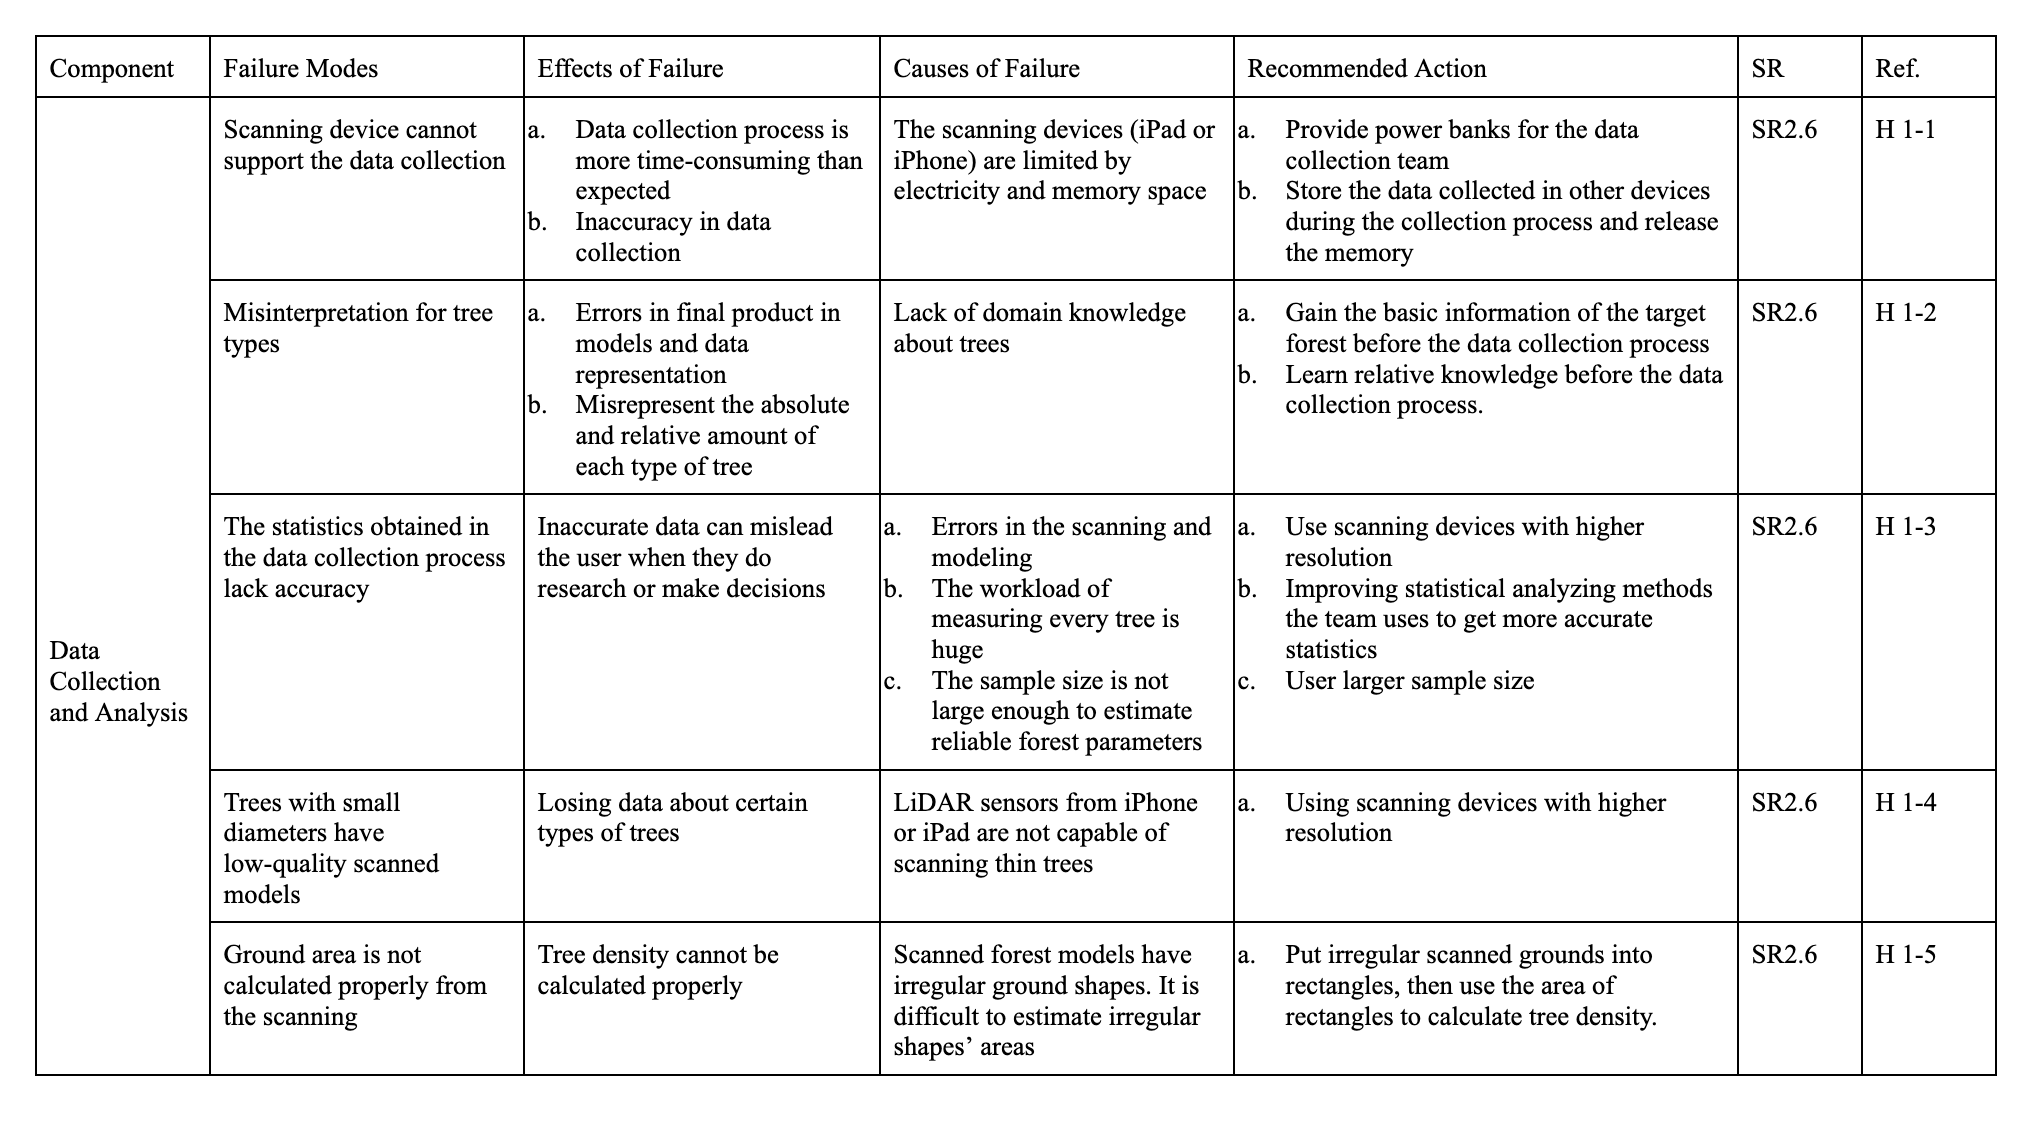 Component
Failure Modes
Effects of Failure
Causes of Failure
Recommended Action
SR
Ref.
Data
Collection
and Analysis
Scanning device cannot
support the data collection
a. Data collection process is
more time-consuming than
expected
b. Inaccuracy in data
collection
The scanning devices (iPad or
iPhone) are limited by
electricity and memory space
a. Provide power banks for the data
collection team
b. Store the data collected in other devices
during the collection process and release
the memory
SR2.6
H 1-1
Misinterpretation for tree
types
a. Errors in final product in
models and data
representation
b. Misrepresent the absolute
and relative amount of
each type of tree
Lack of domain knowledge
about trees
a. Gain the basic information of the target
forest before the data collection process
b. Learn relative knowledge before the data
collection process.
SR2.6
H 1-2
The statistics obtained in
the data collection process
lack accuracy
Inaccurate data can mislead
the user when they do
research or make decisions
a. Errors in the scanning and
modeling
b. The workload of
measuring every tree is
huge
c. The sample size is not
large enough to estimate
reliable forest parameters
a. Use scanning devices with higher
resolution
b. Improving statistical analyzing methods
the team uses to get more accurate
statistics
c. User larger sample size
SR2.6
H 1-3
Trees with small
diameters have
low-quality scanned
models
Losing data about certain
types of trees
LiDAR sensors from iPhone
or iPad are not capable of
scanning thin trees
a. Using scanning devices with higher
resolution
SR2.6
H 1-4
Ground area is not
calculated properly from
the scanning
Tree density cannot be
calculated properly
Scanned forest models have
irregular ground shapes. It is
difficult to estimate irregular
shapes’ areas
a. Put irregular scanned grounds into
rectangles, then use the area of
rectangles to calculate tree density.
SR2.6
H 1-5